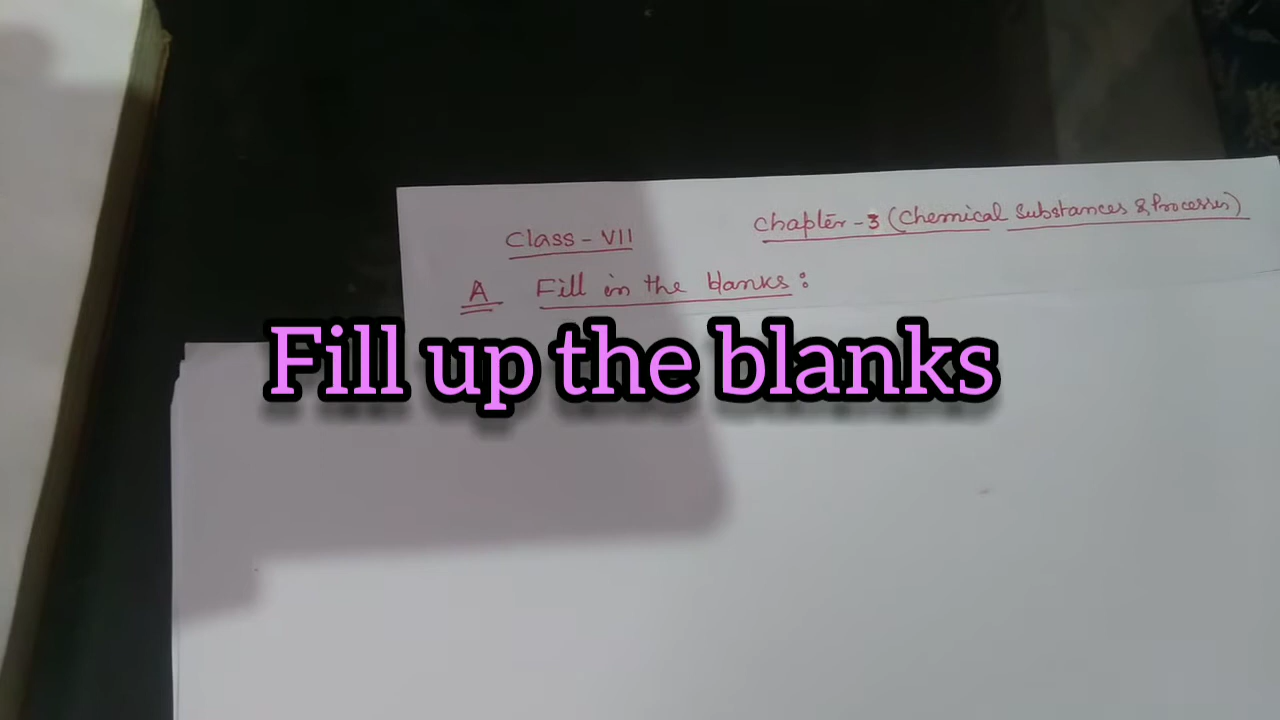 Class - VII
Chapter - 3 (Chemical Substances & Processes)
A Fill in the blanks :
Fill up the blanks